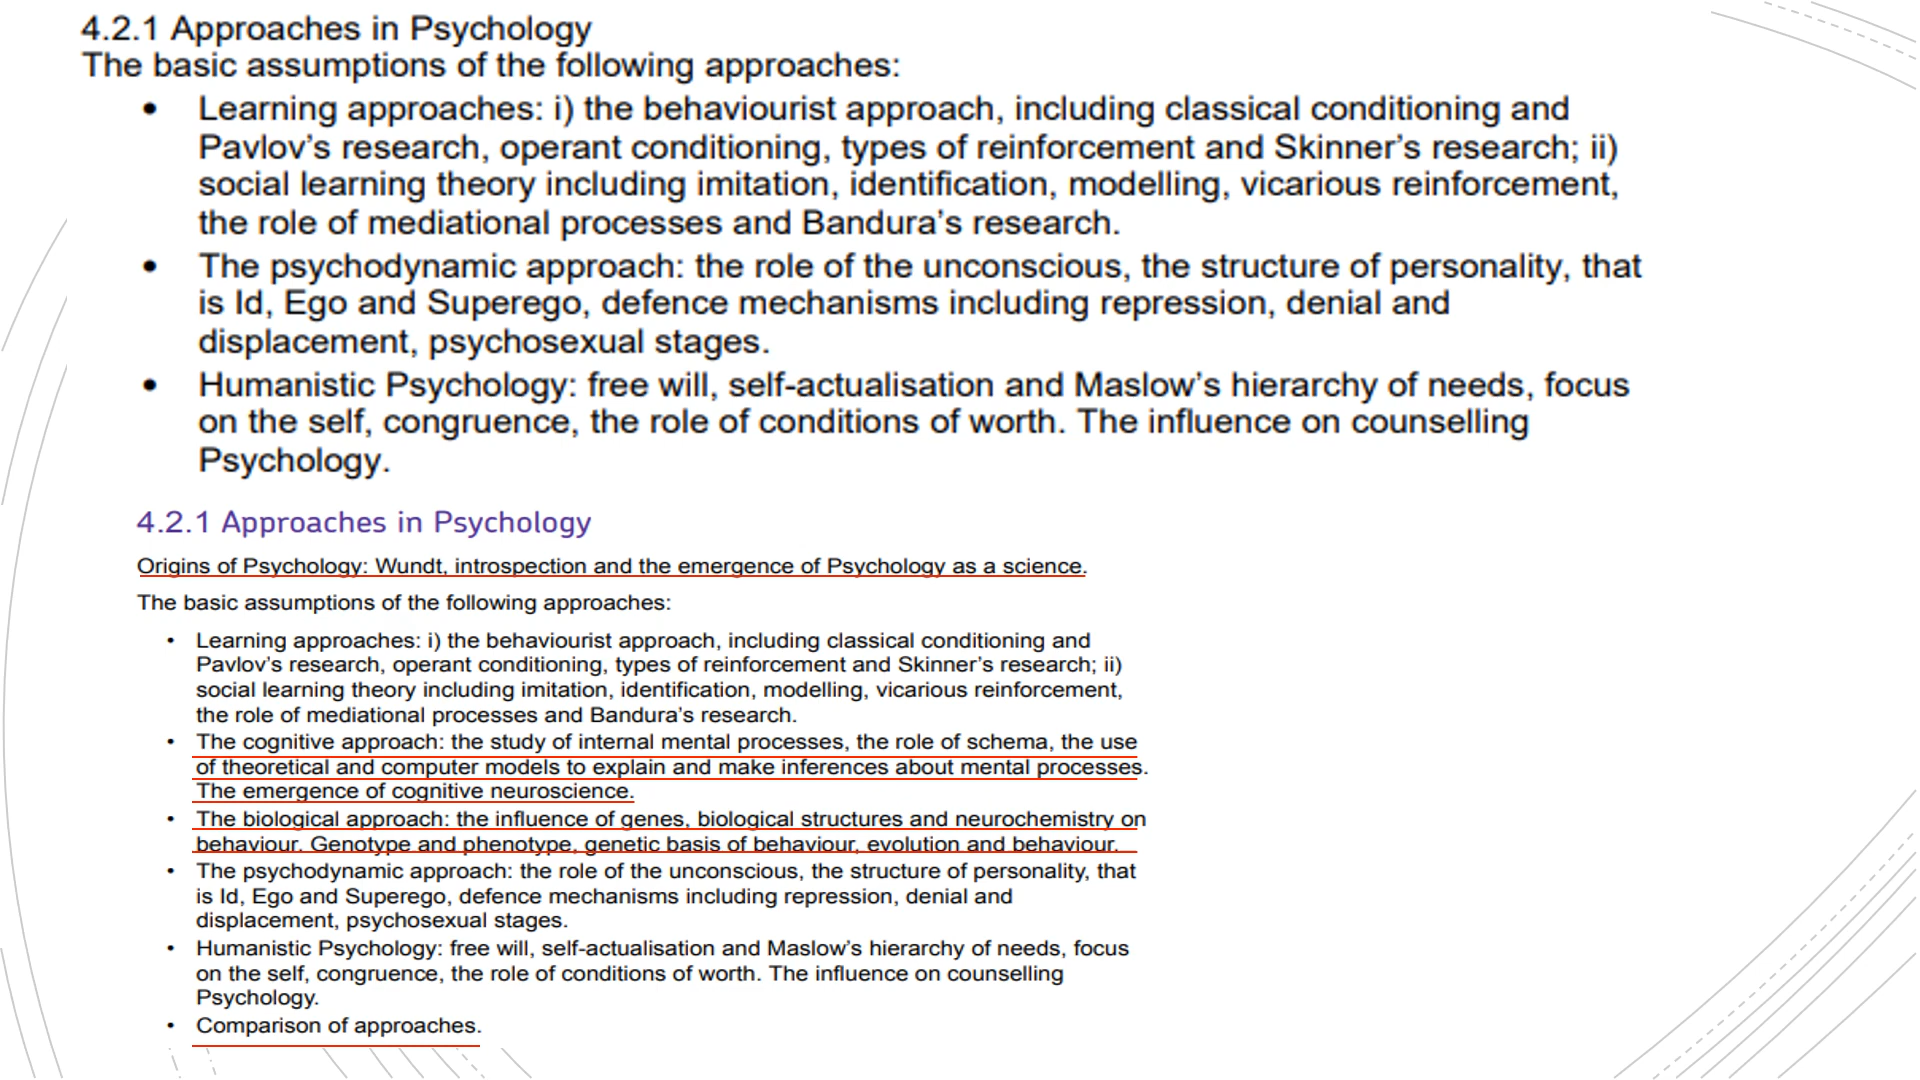 4.2.1 Approaches in Psychology
The basic assumptions of the following approaches:
• Learning approaches: i) the behaviourist approach, including classical conditioning and
Pavlov's research, operant conditioning, types of reinforcement and Skinner's research; ii)
social learning theory including imitation, identification, modelling, vicarious reinforcement,
the role of mediational processes and Bandura's research.
• The psychodynamic approach: the role of the unconscious, the structure of personality, that
is Id, Ego and Superego, defence mechanisms including repression, denial and
displacement, psychosexual stages.
• Humanistic Psychology: free will, self-actualisation and Maslow's hierarchy of needs, focus
on the self, congruence, the role of conditions of worth. The influence on counselling
Psychology.
4.2.1 Approaches in Psychology
Origins of Psychology: Wundt, introspection and the emergence of Psychology as a science.
The basic assumptions of the following approaches:
• Learning approaches: i) the behaviourist approach, including classical conditioning and
Pavlov's research, operant conditioning, types of reinforcement and Skinner's research; ii)
social learning theory including imitation, identification, modelling, vicarious reinforcement,
the role of mediational processes and Bandura's research.
• The cognitive approach: the study of internal mental processes, the role of schema, the use
of theoretical and computer models to explain and make inferences about mental processes.
The emergence of cognitive neuroscience.
• The biological approach: the influence of genes, biological structures and neurochemistry on
behaviour. Genotype and phenotype, genetic basis of behaviour, evolution and behaviour.
• The psychodynamic approach: the role of the unconscious, the structure of personality, that
is Id, Ego and Superego, defence mechanisms including repression, denial and
displacement, psychosexual stages.
• Humanistic Psychology: free will, self-actualisation and Maslow's hierarchy of needs, focus
on the self, congruence, the role of conditions of worth. The influence on counselling
Psychology.
• Comparison of approaches.